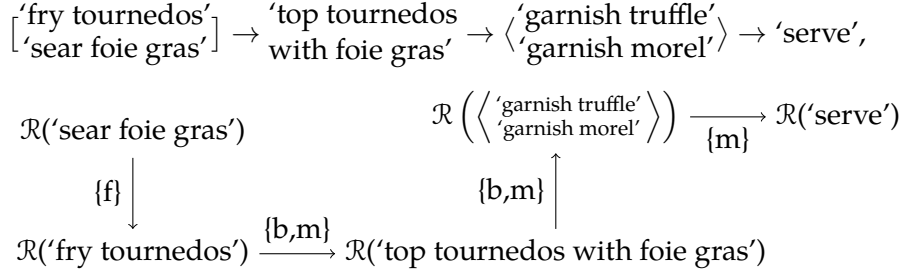 [‘fry tournedos’ ‘sear foie gras’] → ‘top tournedos with foie gras’ → ⟨‘garnish truffle’ ‘garnish morel’⟩ → ‘serve’,
ℛ(‘sear foie gras’) ℛ(⟨‘garnish truffle’ ‘garnish morel’⟩) → ℛ(‘serve’)
{m}
{f} {b,m}
{b,m}
ℛ(‘fry tournedos’) → ℛ(‘top tournedos with foie gras’)